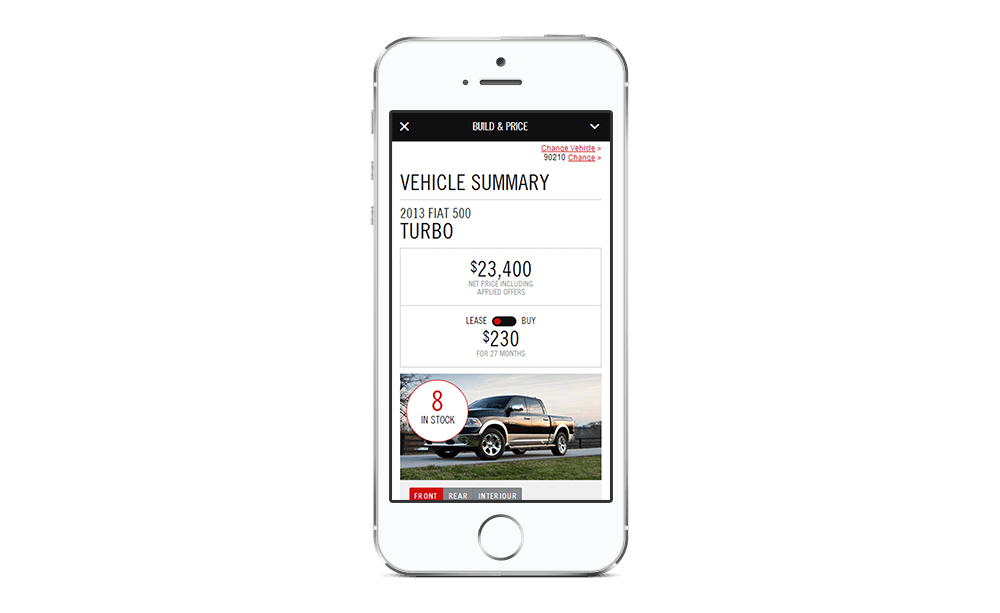 BUILD & PRICE
Change Vehicle »
90210 Change »
VEHICLE SUMMARY
2013 FIAT 500
TURBO
$23,400
NET PRICE INCLUDING
APPLIED OFFERS
LEASE BUY
$230
FOR 27 MONTHS
8
IN STOCK
FRONT REAR INTERIOUR